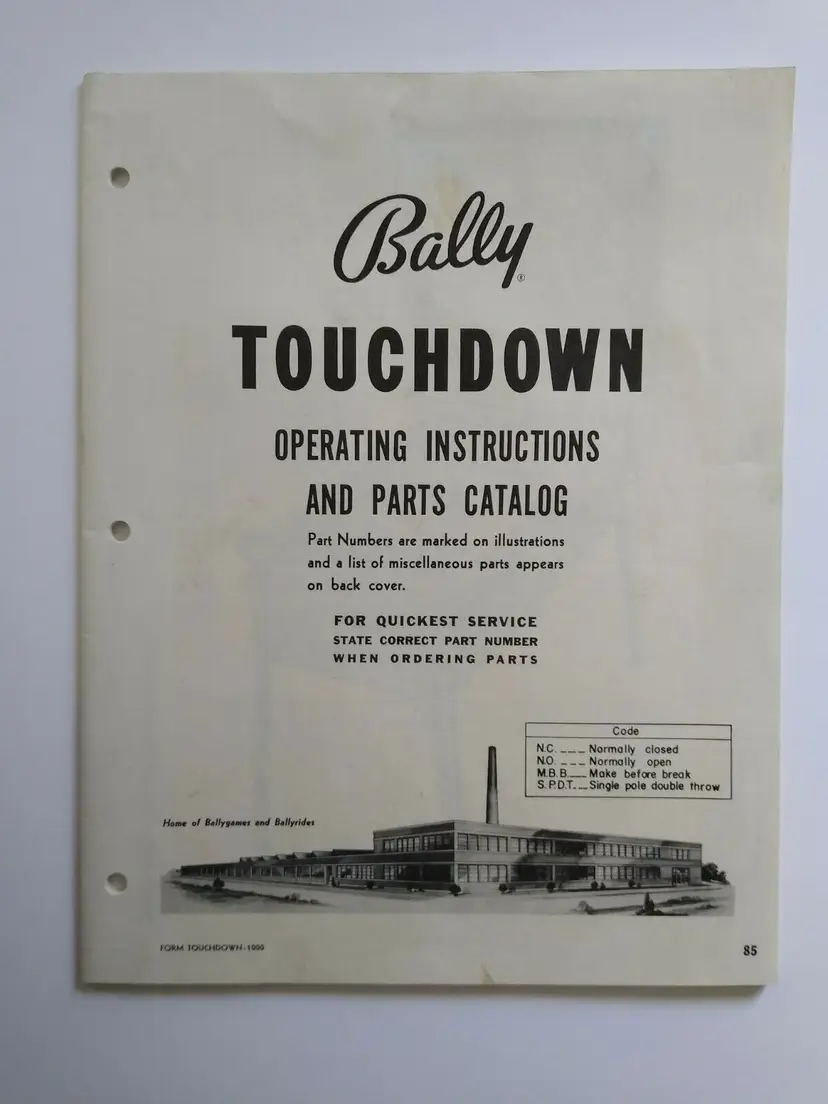 Bally®
TOUCHDOWN
OPERATING INSTRUCTIONS
AND PARTS CATALOG
Part Numbers are marked on illustrations
and a list of miscellaneous parts appears
on back cover.
FOR QUICKEST SERVICE
STATE CORRECT PART NUMBER
WHEN ORDERING PARTS
Code
N.C. ___ Normally closed
N.O. ___ Normally open
M.B.B.___ Make before break
S.P.D.T.__ Single pole double throw
Home of Ballygames and Ballyrides
FORM TOUCHDOWN-1000
85